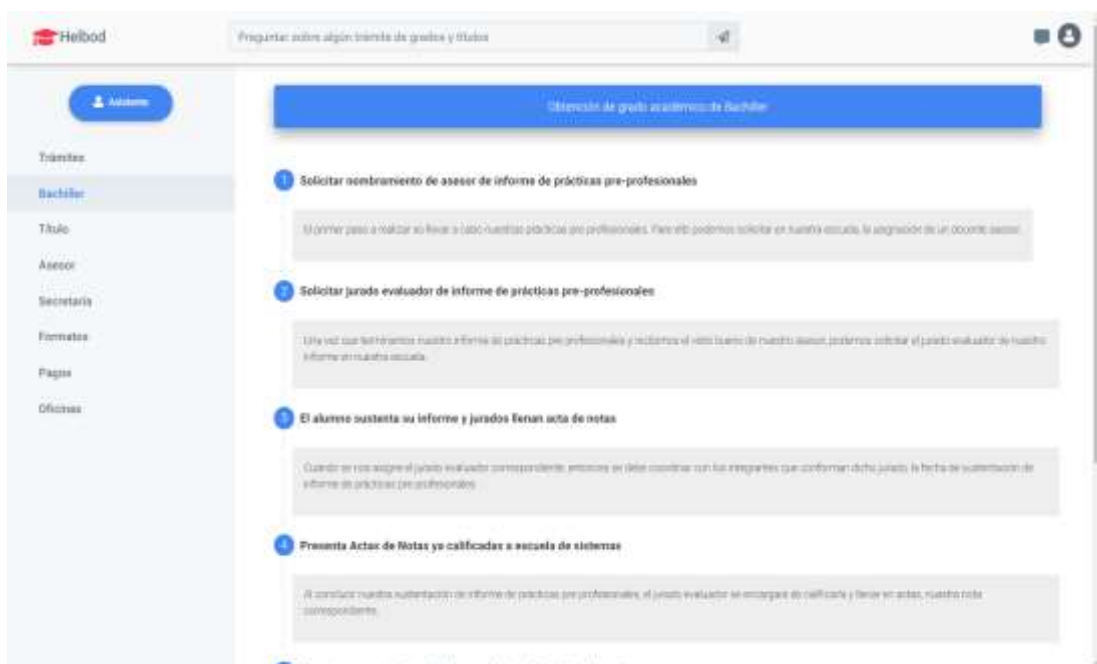 Helbod
Preguntar sobre algún trámite de grados y títulos
Asistente
Obtención de grado académico de Bachiller
Trámites
Bachiller
Título
Asesor
Secretaría
Formatos
Pagos
Oficinas
1 Solicitar nombramiento de asesor de informe de prácticas pre-profesionales
El primer paso a realizar es llevar a cabo nuestras prácticas pre profesionales. Para ello podemos solicitar en nuestra escuela, la asignación de un docente asesor.
2 Solicitar jurado evaluador de informe de prácticas pre-profesionales
Una vez que terminamos nuestro informe de prácticas pre profesionales y recibimos el visto bueno de nuestro asesor, podemos solicitar el jurado evaluador de nuestro
informe en nuestra escuela.
3 El alumno sustenta su informe y jurados llenan acta de notas
Cuando se nos asigne el jurado evaluador correspondiente, entonces se debe coordinar con los integrantes que conforman dicho jurado, la fecha de sustentación de
informe de prácticas pre profesionales.
4 Presenta Actas de Notas ya calificadas a escuela de sistemas
Al concluir nuestra sustentación de informe de prácticas pre profesionales, el jurado evaluador se encargará de calificarla y llenar en actas, nuestra nota
correspondiente.